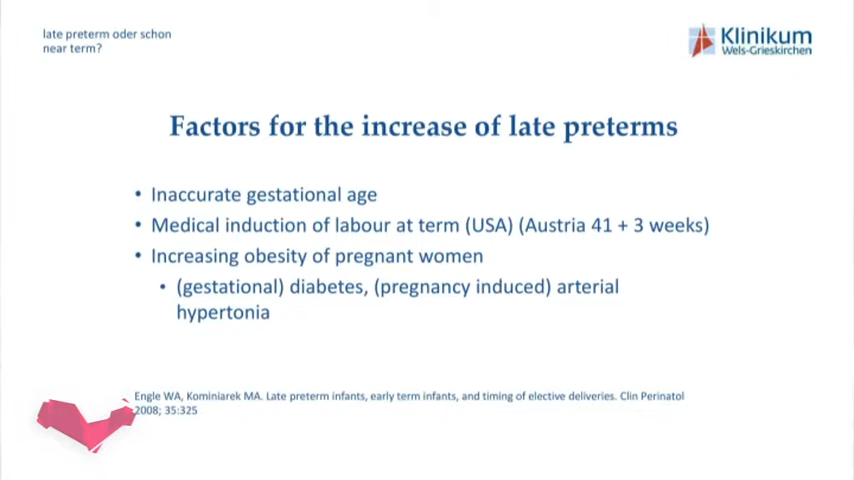 late preterm oder schon
near term?
Klinikum
Wels-Grieskirchen
Factors for the increase of late preterms
• Inaccurate gestational age
• Medical induction of labour at term (USA) (Austria 41 + 3 weeks)
• Increasing obesity of pregnant women
• (gestational) diabetes, (pregnancy induced) arterial
hypertonia
Engle WA, Kominiarek MA. Late preterm infants, early term infants, and timing of elective deliveries. Clin Perinatol
2008; 35:325